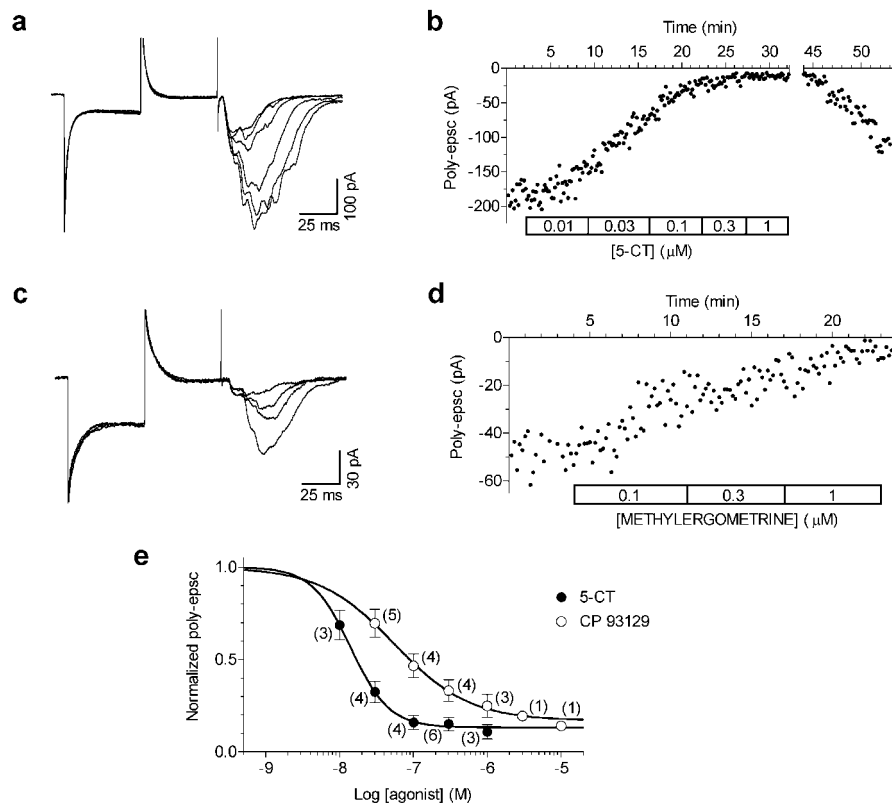 a
100 pA
25 ms
b
Time (min)
5 10 15 20 25 30 45 50
Poly-epsc (pA)
0
-50
-100
-150
-200
0.01 0.03 0.1 0.3 1
[5-CT] (μM)
c
30 pA
25 ms
d
Time (min)
5 10 15 20
Poly-epsc (pA)
0
-20
-40
-60
0.1 0.3 1
[METHYLERGOMETRINE] (μM)
e
Normalized poly-epsc
1.0
0.5
0.0
(3)
(4)
(4)
(6)
(3)
(5)
(4)
(4)
(3)
(1)
(1)
5-CT
CP 93129
-9 -8 -7 -6 -5
Log [agonist] (M)